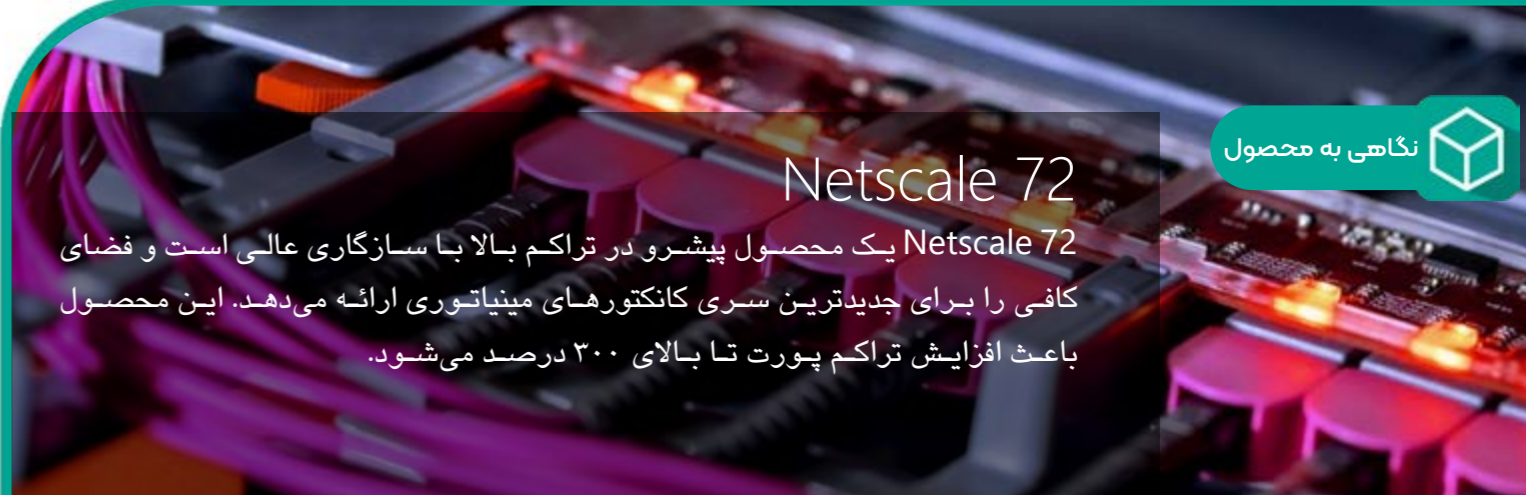 نگاهی به محصول
Netscale 72
Netscale 72 یک محصول پیشرو در تراکم بالا با سازگاری عالی است و فضای
کافی را برای جدیدترین سری کانکتورهای مینیاتوری ارائه می‌دهد. این محصول
باعث افزایش تراکم پورت تا بالای ۳۰۰ درصد می‌شود.